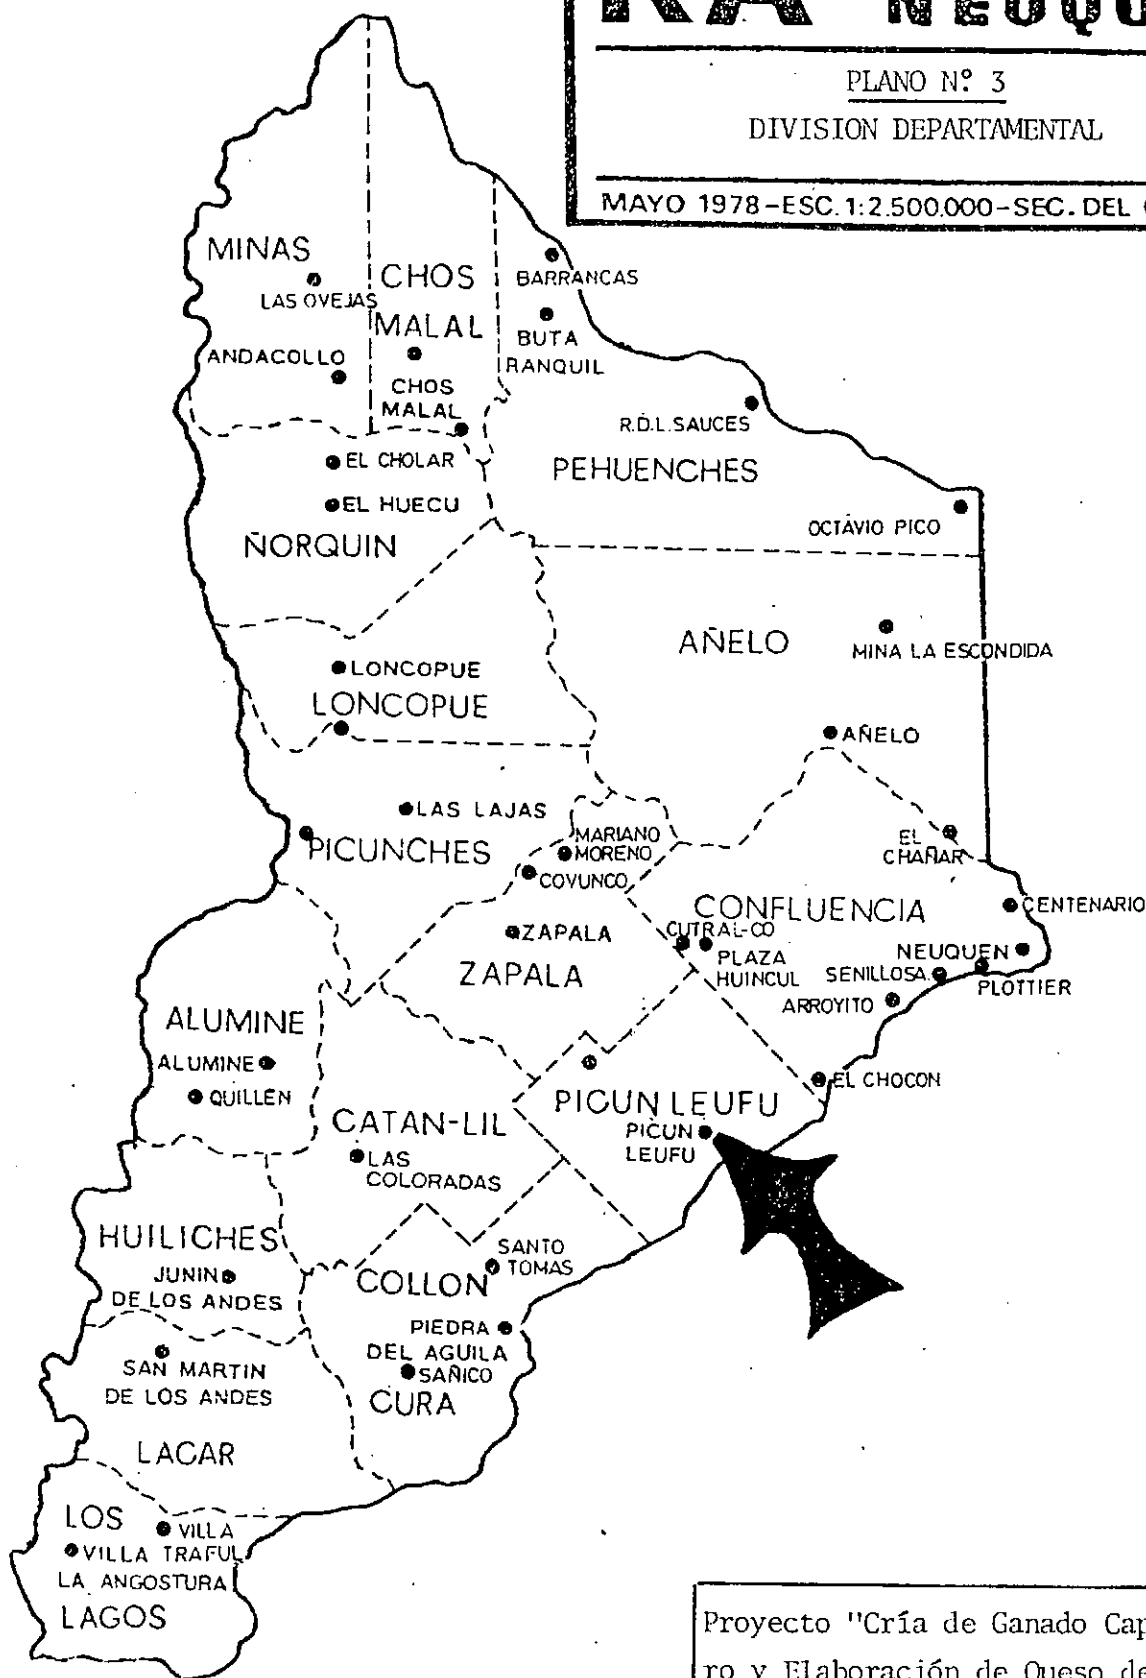 NEUQU
PLANO N° 3
DIVISION DEPARTAMENTAL
MAYO 1978-ESC. 1:2.500.000-SEC. DEL
MINAS
LAS OVEJAS
ANDACOLLO
CHOS
MALAL
CHOS
MALAL
BARRANCAS
BUTA
RANQUIL
R.D.L. SAUCES
PEHUENCHES
OCTAVIO PICO
EL CHOLAR
EL HUECU
ÑORQUIN
AÑELO
MINA LA ESCONDIDA
AÑELO
LONCOPUE
LONCOPUE
LAS LAJAS
PICUNCHES
MARIANO
MORENO
COVUNCO
EL
CHAÑAR
CONFLUENCIA
CENTENARIO
CUTRAL-CO
PLAZA
HUINCUL
NEUQUEN
SENILLOSA
PLOTTIER
ARROYITO
ZAPALA
ZAPALA
EL CHOCON
ALUMINE
ALUMINE
QUILLEN
PICUN LEUFU
PICUN
LEUFU
CATAN-LIL
LAS
COLORADAS
HUILICHES
JUNIN
DE LOS ANDES
SANTO
TOMAS
COLLON
PIEDRA
DEL AGUILA
SAÑICO
CURA
SAN MARTIN
DE LOS ANDES
LACAR
LOS
VILLA
VILLA TRAFUL
LA ANGOSTURA
LAGOS
Proyecto "Cría de Ganado Cap
ro y Elaboración de Queso de